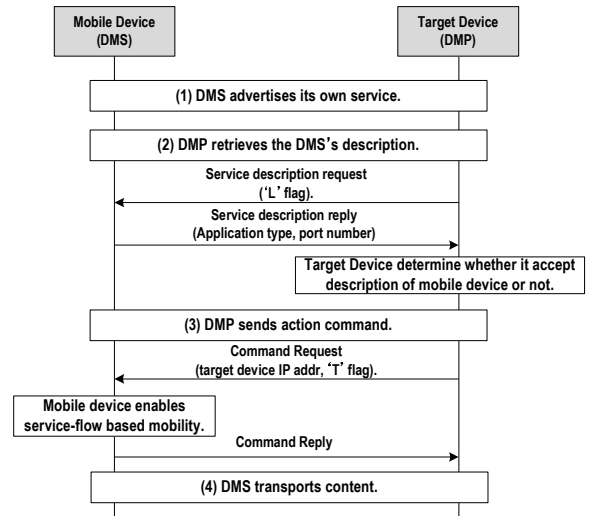 Mobile Device
(DMS)
Target Device
(DMP)
(1) DMS advertises its own service.
(2) DMP retrieves the DMS's description.
Service description request
(‘L’ flag).
Service description reply
(Application type, port number)
Target Device determine whether it accept
description of mobile device or not.
(3) DMP sends action command.
Command Request
(target device IP addr, ‘T’ flag).
Mobile device enables
service-flow based mobility.
Command Reply
(4) DMS transports content.